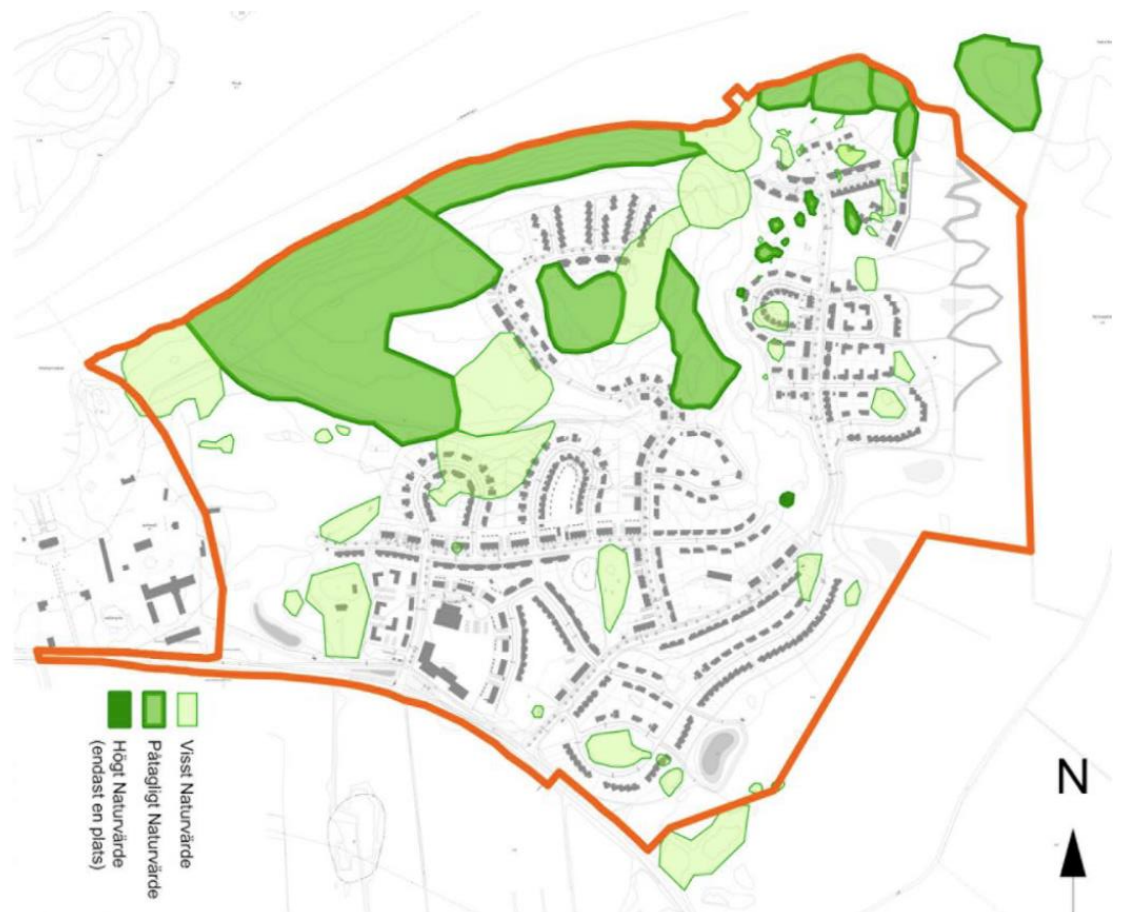 Visst Naturvärde
Påtagligt Naturvärde
Högt Naturvärde
(endast en plats)
N